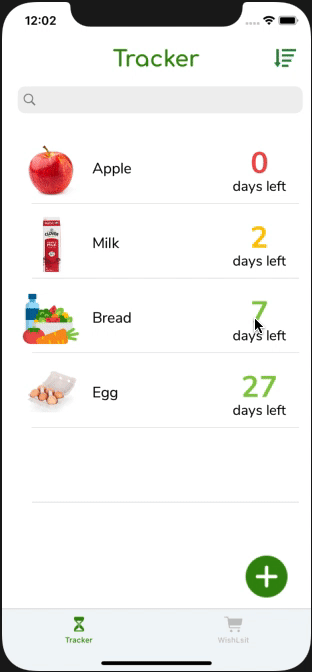 12:02
Tracker
Apple
0
days left
Milk
2
days left
Bread
7
days left
Egg
27
days left
Tracker
WishLsit